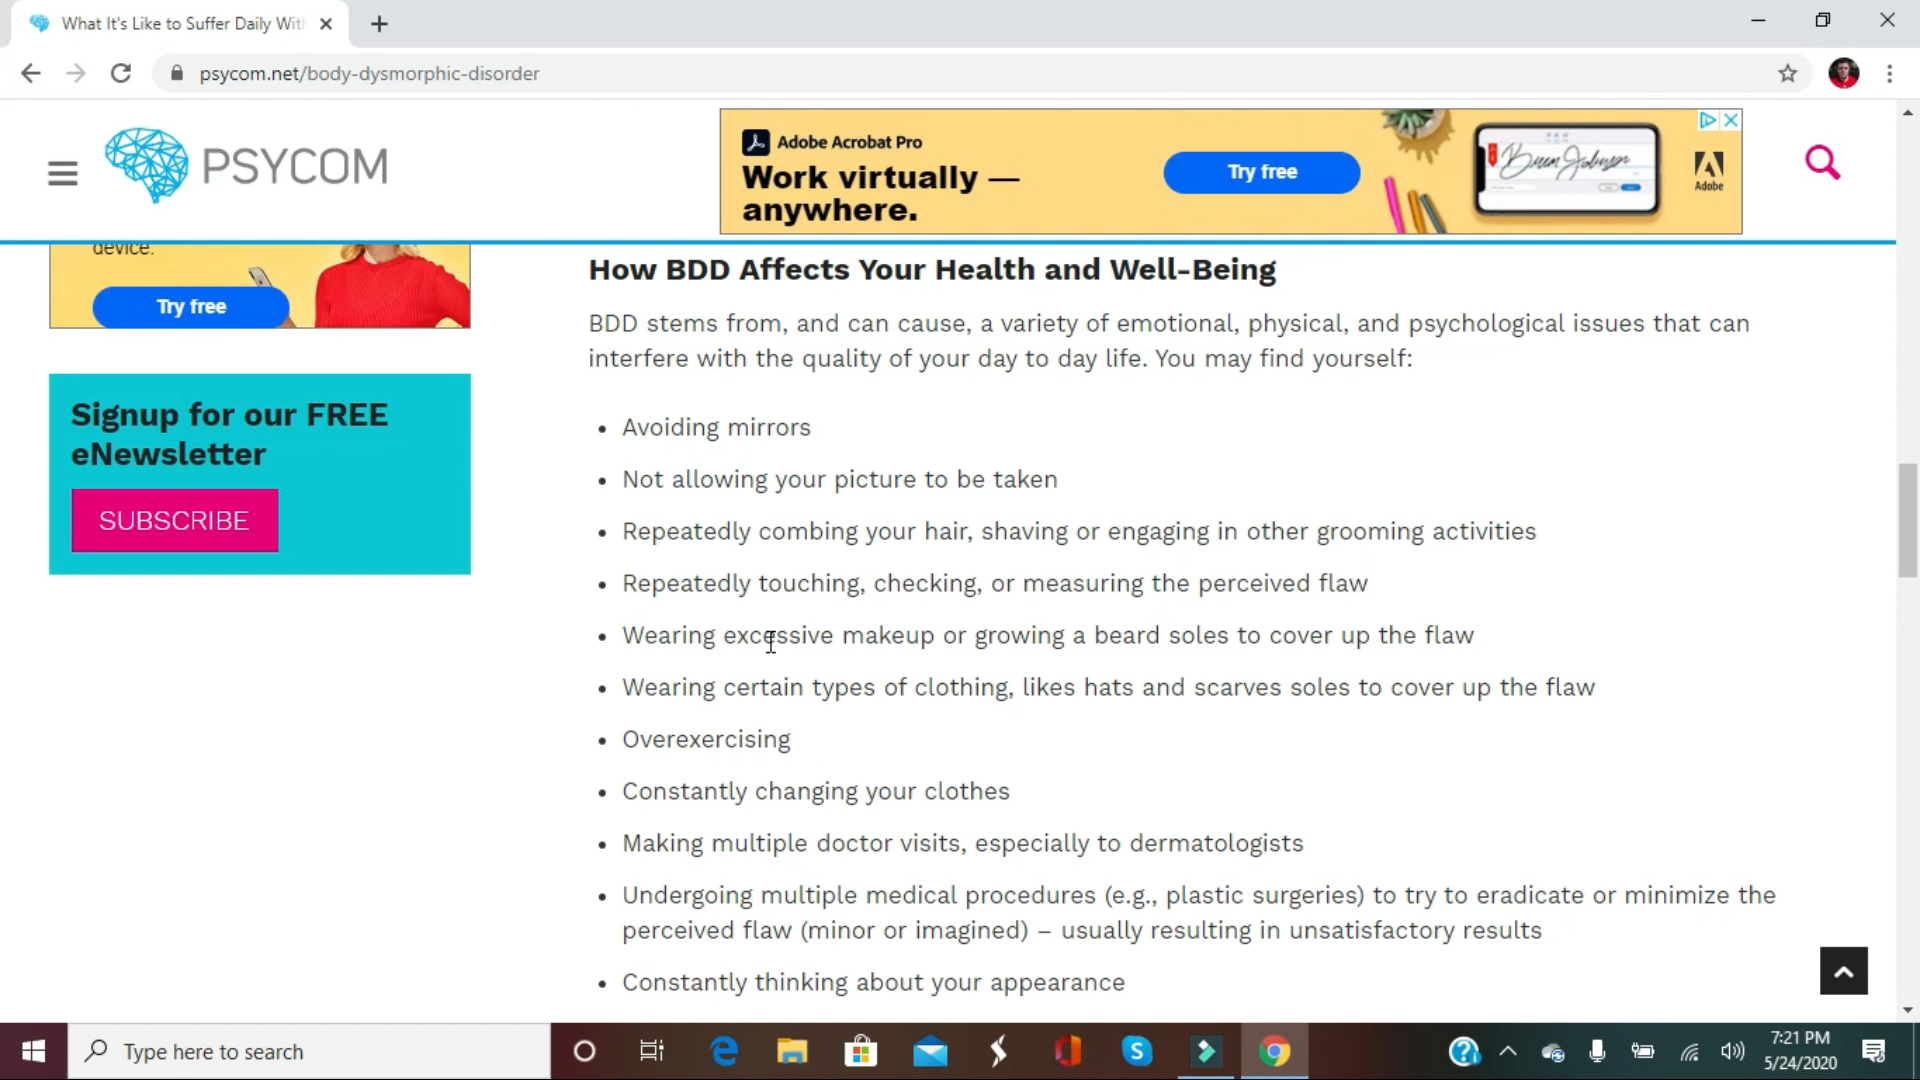 What It's Like to Suffer Daily With
psycom.net/body-dysmorphic-disorder
PSYCOM
Adobe Acrobat Pro
Work virtually —
anywhere.
Try free
Adobe
device.
Try free
Signup for our FREE
eNewsletter
SUBSCRIBE
How BDD Affects Your Health and Well-Being
BDD stems from, and can cause, a variety of emotional, physical, and psychological issues that can
interfere with the quality of your day to day life. You may find yourself:
• Avoiding mirrors
• Not allowing your picture to be taken
• Repeatedly combing your hair, shaving or engaging in other grooming activities
• Repeatedly touching, checking, or measuring the perceived flaw
• Wearing excessive makeup or growing a beard soles to cover up the flaw
• Wearing certain types of clothing, likes hats and scarves soles to cover up the flaw
• Overexercising
• Constantly changing your clothes
• Making multiple doctor visits, especially to dermatologists
• Undergoing multiple medical procedures (e.g., plastic surgeries) to try to eradicate or minimize the
perceived flaw (minor or imagined) – usually resulting in unsatisfactory results
• Constantly thinking about your appearance
Type here to search
7:21 PM
5/24/2020